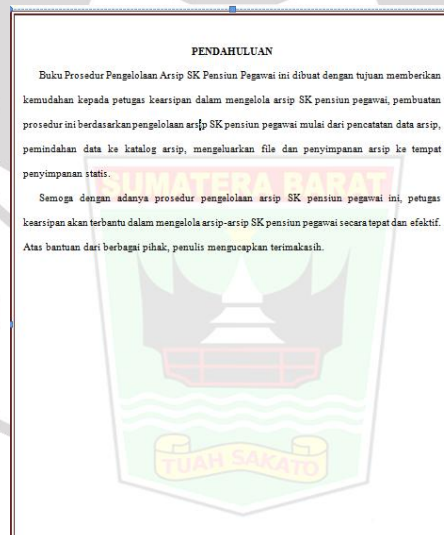 PENDAHULUAN
Buku Prosedur Pengelolaan Arsip SK Pensiun Pegawai ini dibuat dengan tujuan memberikan
kemudahan kepada petugas kearsipan dalam mengelola arsip SK pensiun pegawai, pembuatan
prosedur ini berdasarkan pengelolaan arsip SK pensiun pegawai mulai dari pencatatan data arsip,
pemindahan data ke katalog arsip, mengeluarkan file dan penyimpanan arsip ke tempat
penyimpanan statis.
SUMATERA BARAT
Semoga dengan adanya prosedur pengelolaan arsip SK pensiun pegawai ini, petugas
kearsipan akan terbantu dalam mengelola arsip-arsip SK pensiun pegawai secara tepat dan efektif.
Atas bantuan dari berbagai pihak, penulis mengucapkan terimakasih.
TUAH SAKATO